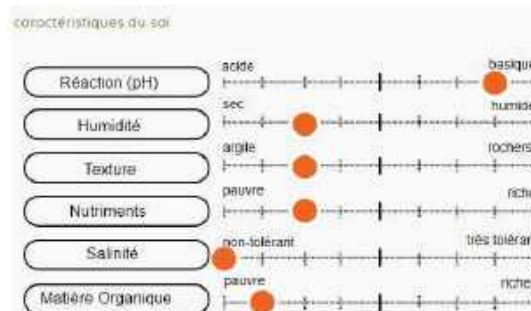 caractéristiques du sol
acide basique
Réaction (pH)
sec humide
Humidité
argile rochers
Texture
pauvre riche
Nutriments
non-tolérant très tolérant
Salinité
pauvre riche
Matière Organique